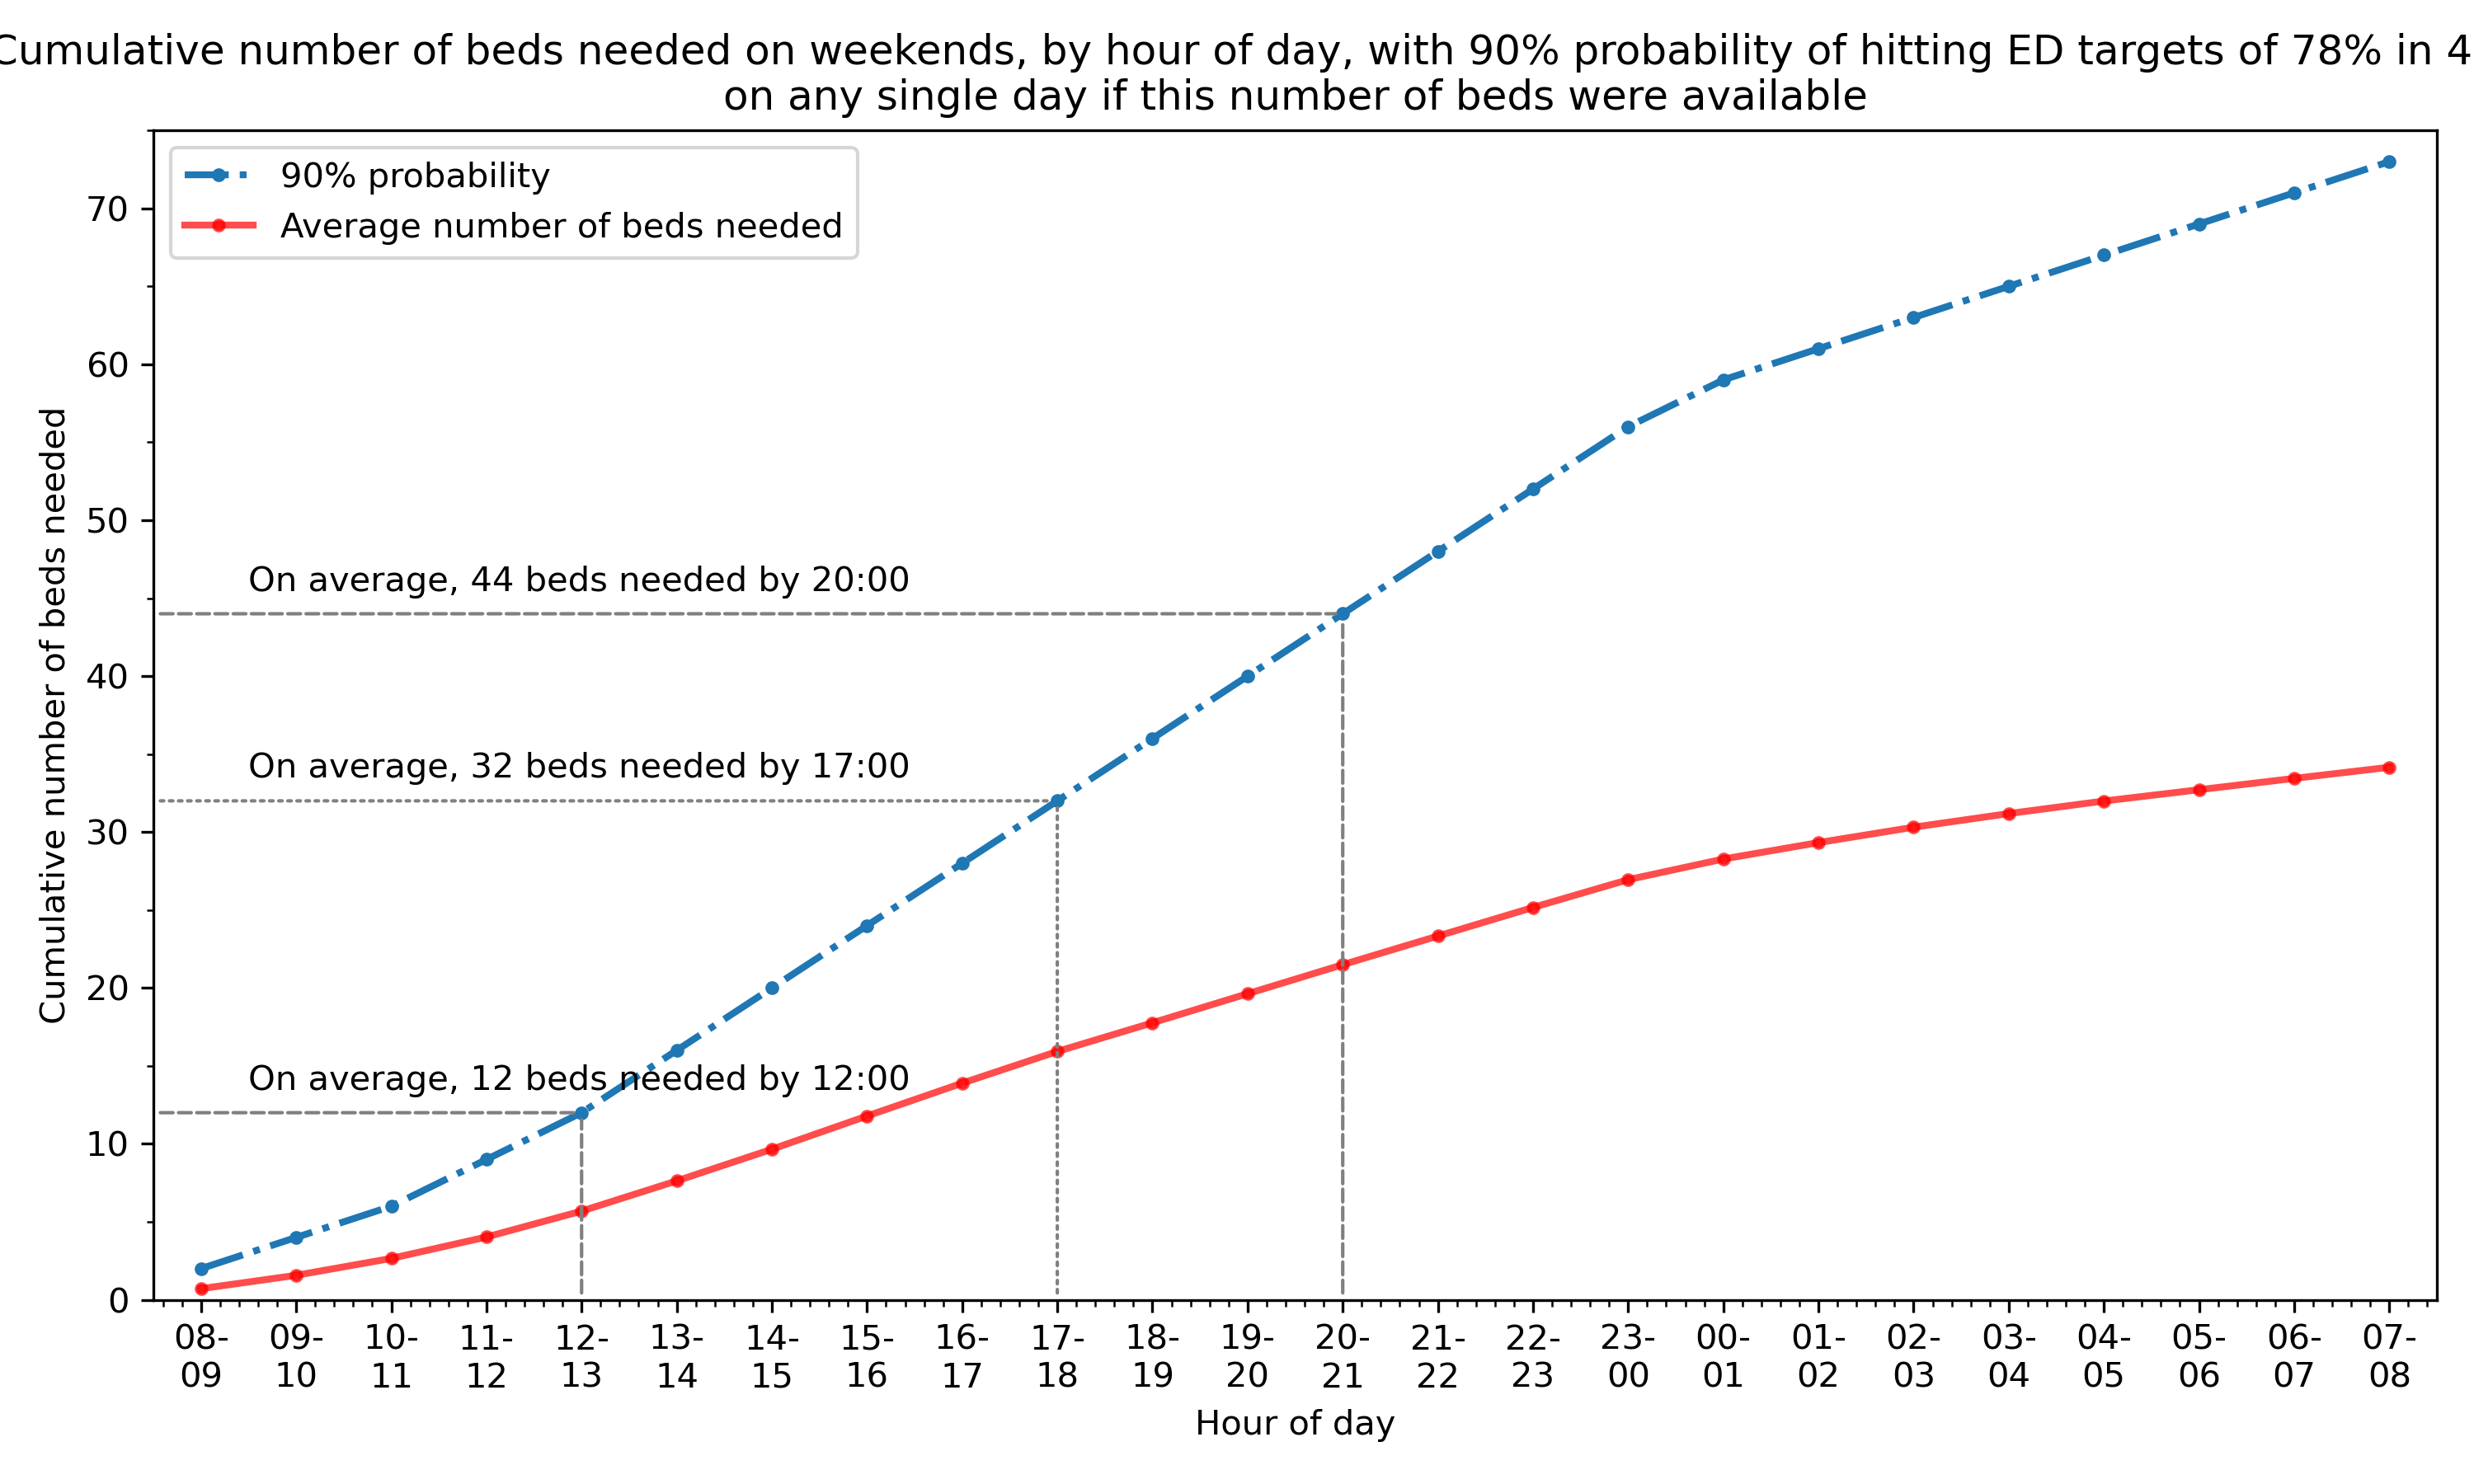 Cumulative number of beds needed on weekends, by hour of day, with 90% probability of hitting ED targets of 78% in 4
on any single day if this number of beds were available
90% probability
Average number of beds needed
Cumulative number of beds needed
70
60
50
40
30
20
10
0
On average, 44 beds needed by 20:00
On average, 32 beds needed by 17:00
On average, 12 beds needed by 12:00
08- 09- 10- 11- 12- 13- 14- 15- 16- 17- 18- 19- 20- 21- 22- 23- 00- 01- 02- 03- 04- 05- 06- 07-
09 10 11 12 13 14 15 16 17 18 19 20 21 22 23 00 01 02 03 04 05 06 07 08
Hour of day